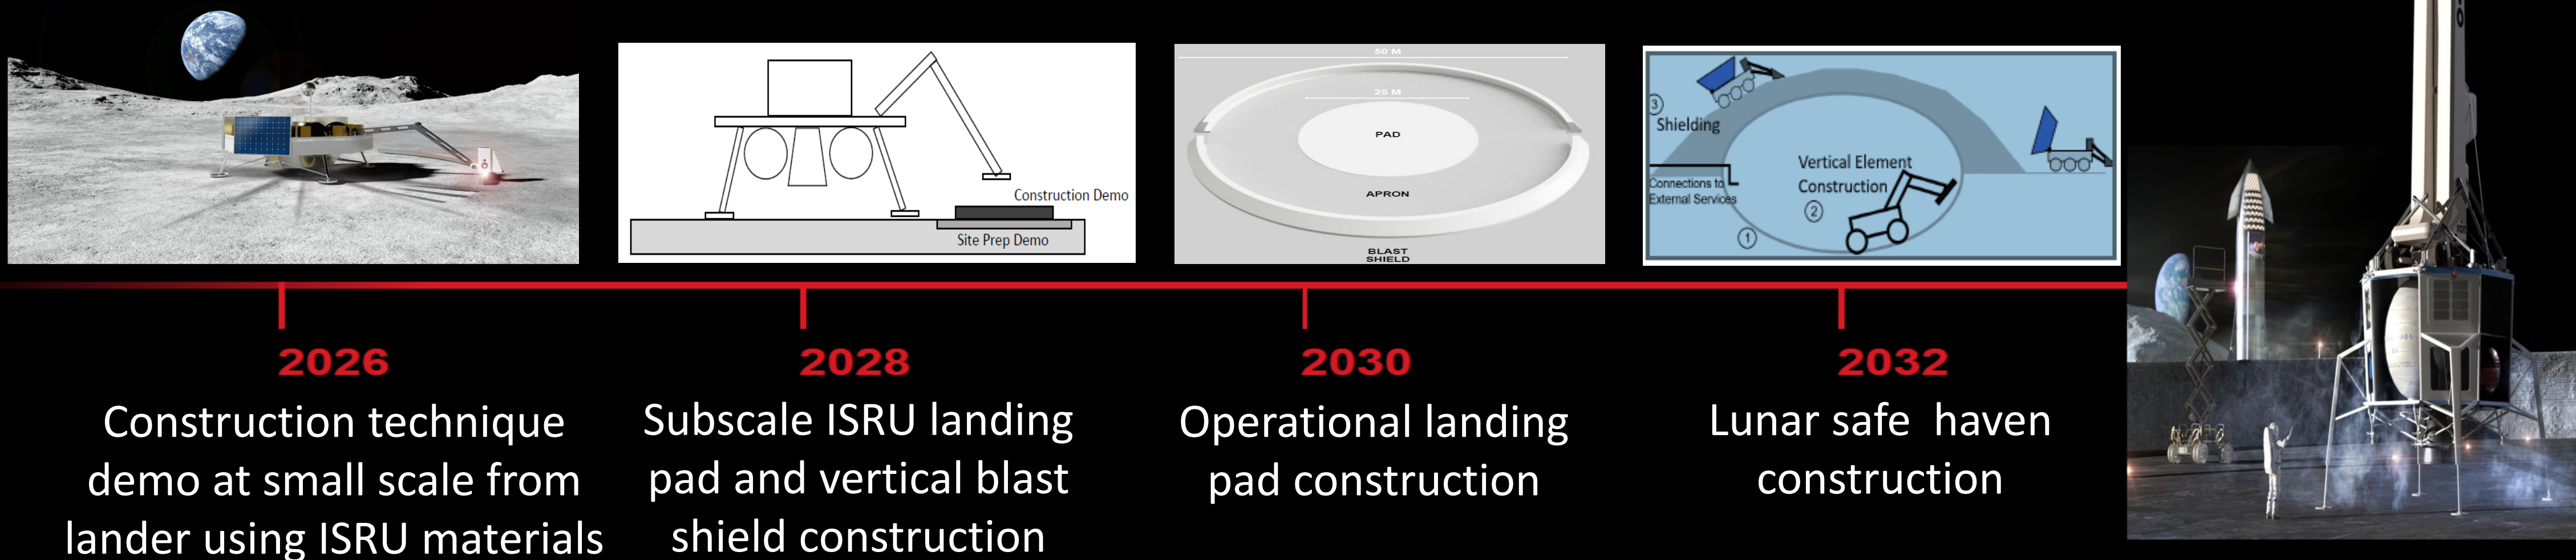 Construction Demo
Site Prep Demo
50 M
25 M
PAD
APRON
BLAST
SHIELD
3
Shielding
Connections to
External Services
Vertical Element
Construction
2
1
2026
Construction technique
demo at small scale from
lander using ISRU materials
2028
Subscale ISRU landing
pad and vertical blast
shield construction
2030
Operational landing
pad construction
2032
Lunar safe  haven
construction